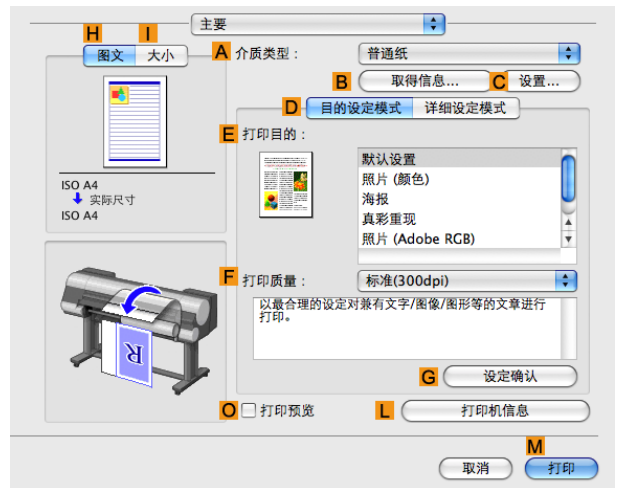 主要
H I
图文 大小
A 介质类型： 普通纸
B 取得信息... C 设置...
D 目的设定模式 详细设定模式
E 打印目的：
默认设置
照片 (颜色)
海报
真彩重现
照片 (Adobe RGB)
ISO A4
实际尺寸
ISO A4
F 打印质量： 标准(300dpi)
以最合理的设定对兼有文字/图像/图形等的文章进行
打印。
R
G 设定确认
O 打印预览 L 打印机信息
M
取消 打印